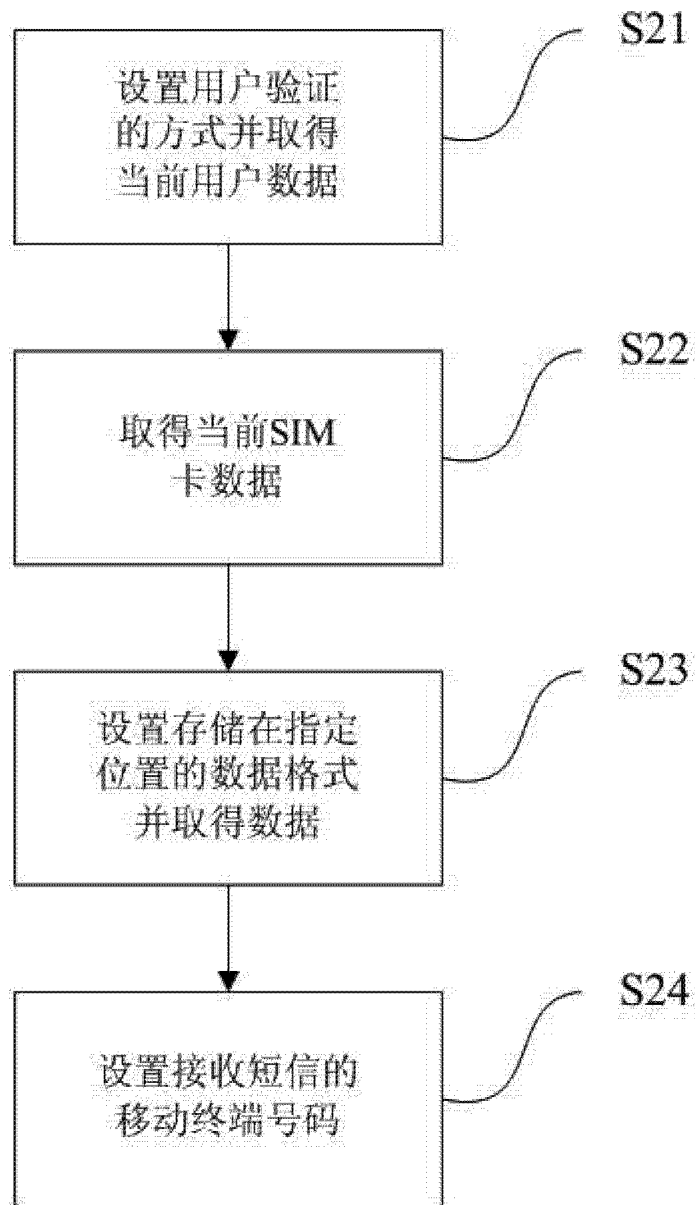 S21
设置用户验证
的方式并取得
当前用户数据
S22
取得当前SIM
卡数据
S23
设置存储在指定
位置的数据格式
并取得数据
S24
设置接收短信的
移动终端号码